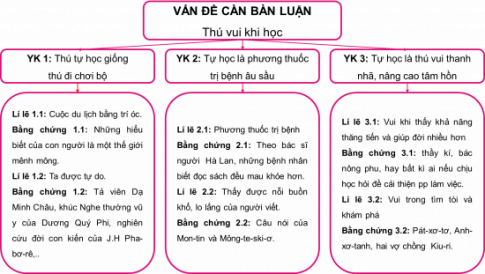 VẤN ĐỀ CẦN BÀN LUẬN
Thú vui khi học
YK 1: Thú tự học giống
thú đi chơi bộ
YK 2: Tự học là phương thuốc
trị bệnh âu sầu
YK 3: Tự học là thú vui thanh
nhã, nâng cao tâm hồn
Lí lẽ 1.1: Cuộc du lịch bằng trí óc.
Bằng chứng 1.1: Những hiểu
biết của con người là một thế giới
mênh mông.
Lí lẽ 1.2: Ta được tự do.
Bằng chứng 1.2: Tả viên Dạ
Minh Châu, khúc Nghê thường vũ
y của Dương Quý Phi, nghiên
cứu đời con kiến của J.H Pha-
bơ-rê,..
Lí lẽ 2.1: Phương thuốc trị bệnh
Bằng chứng 2.1: Theo bác sĩ
người Hà Lan, những bệnh nhân
biết đọc sách đều mau khỏe hơn.
Lí lẽ 2.2: Thấy được nỗi buồn
khổ, lo lắng của người viết.
Bằng chứng 2.2: Câu nói của
Mon-tin và Mông-te-ski-ơ.
Lí lẽ 3.1: Vui khi thấy khả năng
thăng tiến và giúp đời nhiều hơn
Bằng chứng 3.1: thầy kí, bác
nông phu, hay bất kì ai nếu chịu
học hỏi để cải thiện pp làm việc.
Lí lẽ 3.2: Vui trong tìm tòi và
khám phá
Bằng chứng 3.2: Pát-xơ-tơ, Anh-
xơ-tanh, hai vợ chồng Kiu-ri.